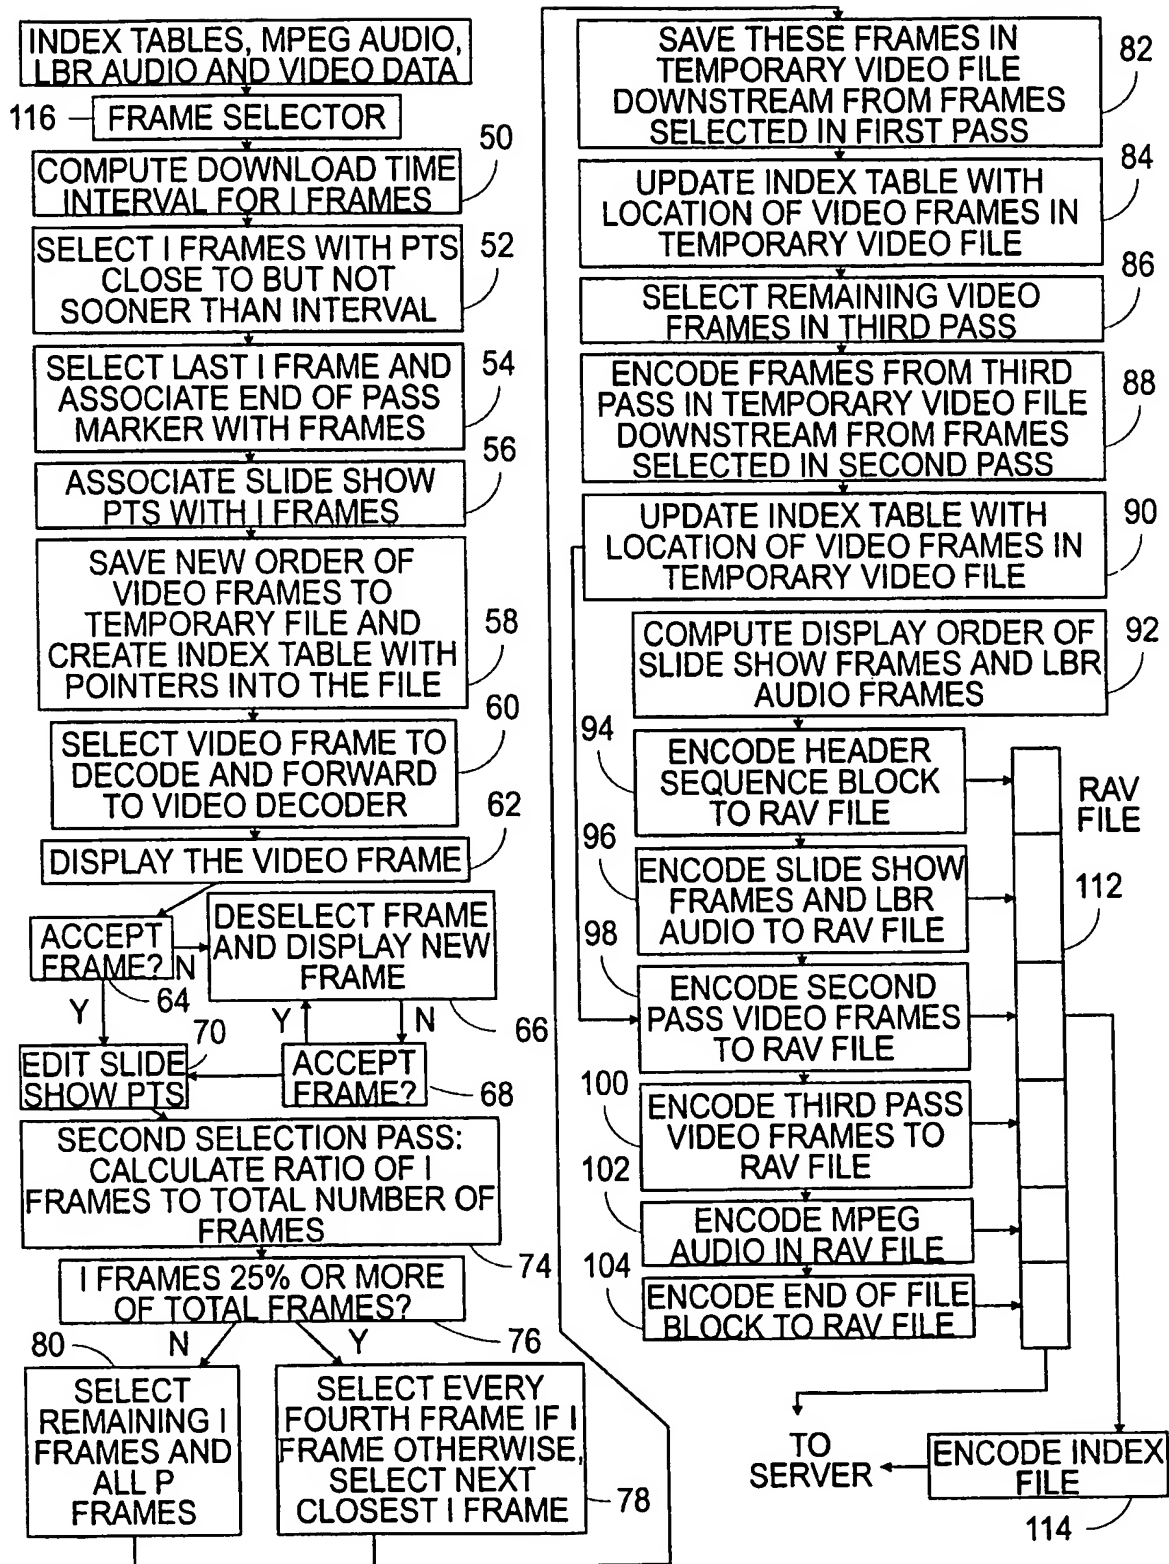 INDEX TABLES, MPEG AUDIO,
LBR AUDIO AND VIDEO DATA
116
FRAME SELECTOR
50
COMPUTE DOWNLOAD TIME
INTERVAL FOR I FRAMES
52
SELECT I FRAMES WITH PTS
CLOSE TO BUT NOT
SOONER THAN INTERVAL
54
SELECT LAST I FRAME AND
ASSOCIATE END OF PASS
MARKER WITH FRAMES
56
ASSOCIATE SLIDE SHOW
PTS WITH I FRAMES
SAVE NEW ORDER OF
VIDEO FRAMES TO
TEMPORARY FILE AND
CREATE INDEX TABLE WITH
POINTERS INTO THE FILE
58
60
SELECT VIDEO FRAME TO
DECODE AND FORWARD
TO VIDEO DECODER
62
DISPLAY THE VIDEO FRAME
ACCEPT
FRAME?
N
64
Y
DESELECT FRAME
AND DISPLAY NEW
FRAME
66
Y
N
70
EDIT SLIDE
SHOW PTS
ACCEPT
FRAME?
68
SECOND SELECTION PASS:
CALCULATE RATIO OF I
FRAMES TO TOTAL NUMBER OF
FRAMES
74
I FRAMES 25% OR MORE
OF TOTAL FRAMES?
76
N
Y
80
SELECT
REMAINING I
FRAMES AND
ALL P
FRAMES
SELECT EVERY
FOURTH FRAME IF I
FRAME OTHERWISE,
SELECT NEXT
CLOSEST I FRAME
78
SAVE THESE FRAMES IN
TEMPORARY VIDEO FILE
DOWNSTREAM FROM FRAMES
SELECTED IN FIRST PASS
82
UPDATE INDEX TABLE WITH
LOCATION OF VIDEO FRAMES IN
TEMPORARY VIDEO FILE
84
SELECT REMAINING VIDEO
FRAMES IN THIRD PASS
86
ENCODE FRAMES FROM THIRD
PASS IN TEMPORARY VIDEO FILE
DOWNSTREAM FROM FRAMES
SELECTED IN SECOND PASS
88
UPDATE INDEX TABLE WITH
LOCATION OF VIDEO FRAMES IN
TEMPORARY VIDEO FILE
90
COMPUTE DISPLAY ORDER OF
SLIDE SHOW FRAMES AND LBR
AUDIO FRAMES
92
94
ENCODE HEADER
SEQUENCE BLOCK
TO RAV FILE
RAV
FILE
96
ENCODE SLIDE SHOW
FRAMES AND LBR
AUDIO TO RAV FILE
112
98
ENCODE SECOND
PASS VIDEO FRAMES
TO RAV FILE
100
ENCODE THIRD PASS
VIDEO FRAMES TO
RAV FILE
102
ENCODE MPEG
AUDIO IN RAV FILE
104
ENCODE END OF FILE
BLOCK TO RAV FILE
TO
SERVER
ENCODE INDEX
FILE
114